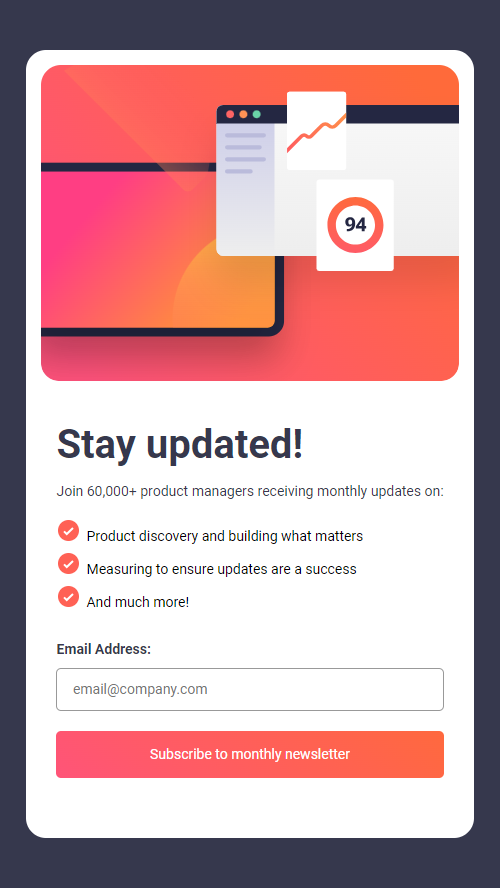 94
Stay updated!
Join 60,000+ product managers receiving monthly updates on:
Product discovery and building what matters
Measuring to ensure updates are a success
And much more!
Email Address:
email@company.com
Subscribe to monthly newsletter